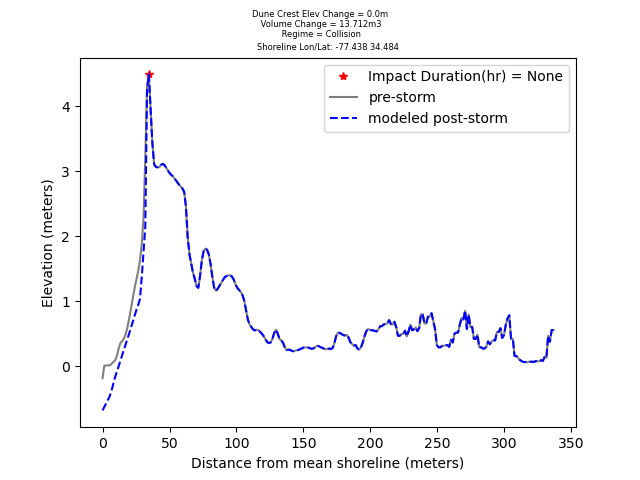 Dune Crest Elev Change = 0.0m
Volume Change = 13.712m3
Regime = Collision
Shoreline Lon/Lat: -77.438 34.484
Impact Duration(hr) = None
pre-storm
modeled post-storm
Elevation (meters)
4
3
2
1
0
0 50 100 150 200 250 300 350
Distance from mean shoreline (meters)